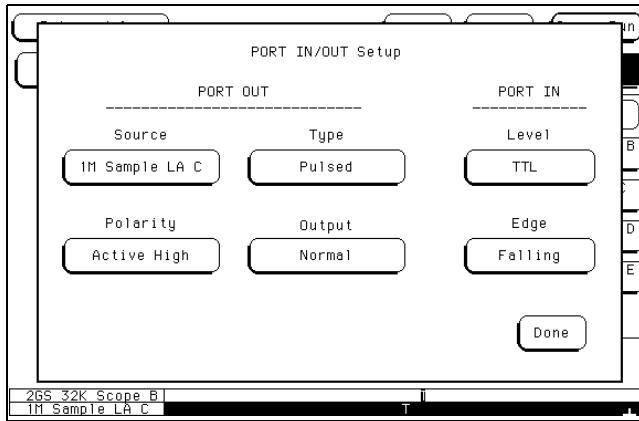 PORT IN/OUT Setup
PORT OUT PORT IN
Source Type Level
1M Sample LA C Pulsed TTL
Polarity Output Edge
Active High Normal Falling
Done
B
D
E
2GS 32K Scope B
1M Sample LA C T